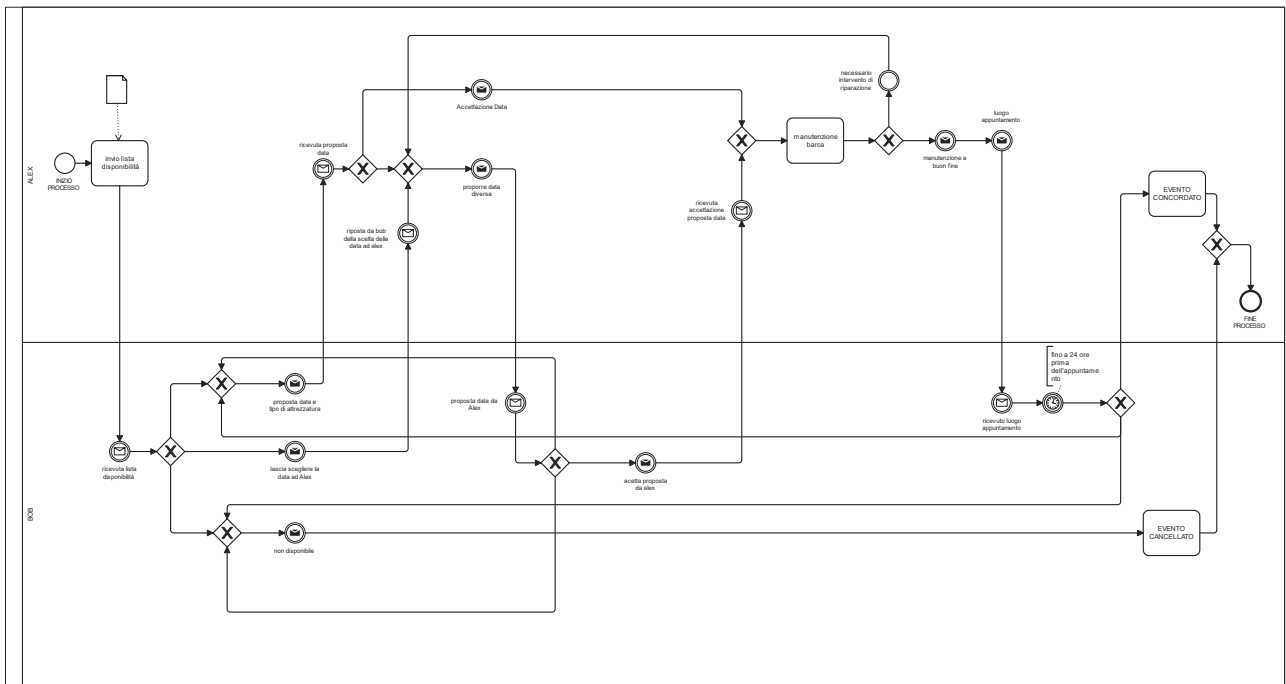 necessario
intervento di
riparazione
Accettazione Data
luogo
appuntamento
ricevuta proposta
data
manutenzione
barca
invio lista
disponibilità
INIZIO
PROCESSO
ALEX
manutenzione a
buon fine
proporre data
diversa
EVENTO
CONCORDATO
ricevuta
accettazione
proposta data
riposta da bob
della scelta della
data ad alex
FINE
PROCESSO
fino a 24 ore
prima
dell'appuntame
nto
proposta data e
tipo di attrezzatura
proposta data da
Alex
ricevuto luogo
appuntamento
ricevuta lista
disponibilità
lascia scegliere la
data ad Alex
acetta proposta
da alex
BOB
non disponibile
EVENTO
CANCELLATO